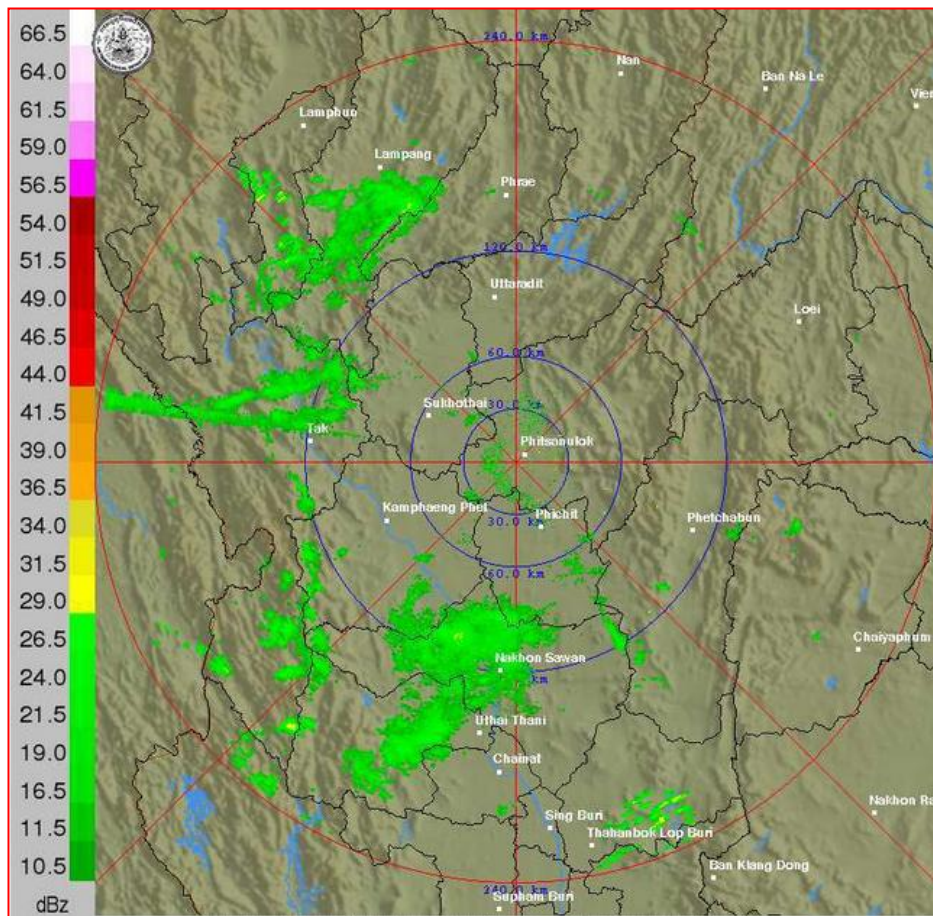 66.5
64.0
61.5
59.0
56.5
54.0
51.5
49.0
46.5
44.0
41.5
39.0
36.5
34.0
31.5
29.0
26.5
24.0
21.5
19.0
16.5
11.5
10.5
dBz
240.0 km
Nan
Ban Na Le
Vien
Lamphun
Lampang
Phrae
120.0 km
Uttaradit
Loei
60.0 km
30.0 km
Sukhothai
Tak
Phitsanulok
Kamphaeng Phet
30.0 km
Phichit
Phetchabun
60.0 km
Chaiyaphum
Nakhon Sawan
km
Uthai Thani
Chainat
Nakhon Ra
Sing Buri
Thahanbok Lop Buri
Ban Klang Dong
240.0 km
Supham Buri